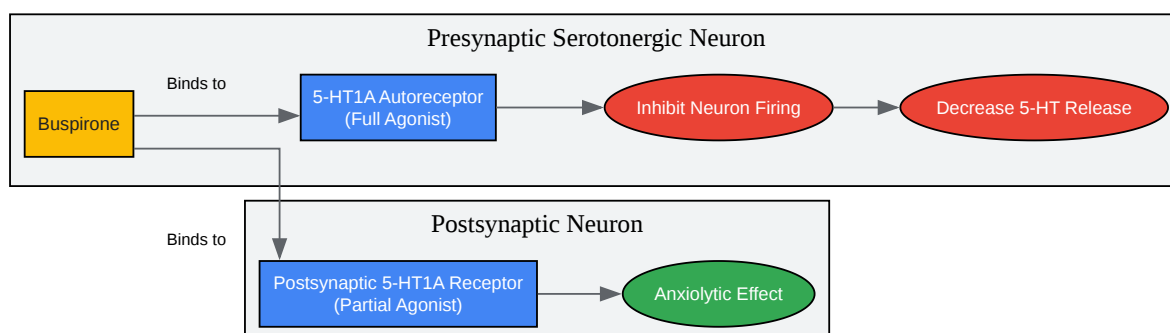 Presynaptic Serotonergic Neuron
Binds to
Buspirone
5-HT1A Autoreceptor
(Full Agonist)
Inhibit Neuron Firing
Decrease 5-HT Release
Postsynaptic Neuron
Binds to
Postsynaptic 5-HT1A Receptor
(Partial Agonist)
Anxiolytic Effect